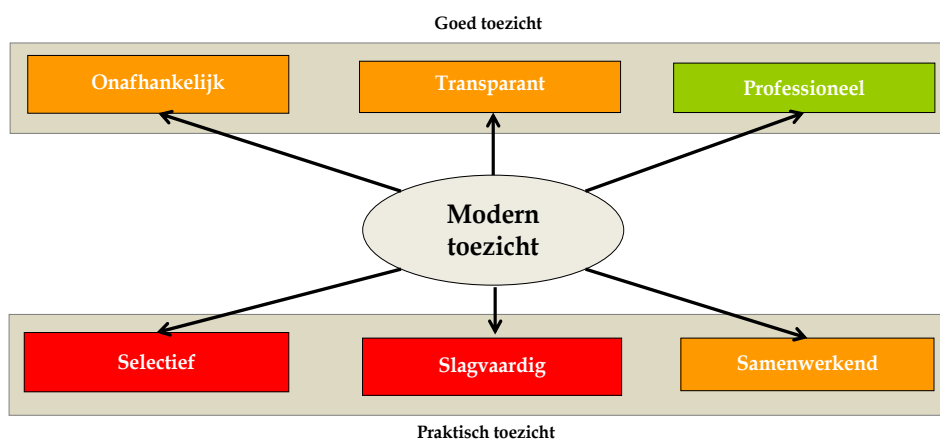 Goed toezicht
Onafhankelijk
Transparant
Professioneel
Modern
toezicht
Selectief
Slagvaardig
Samenwerkend
Praktisch toezicht